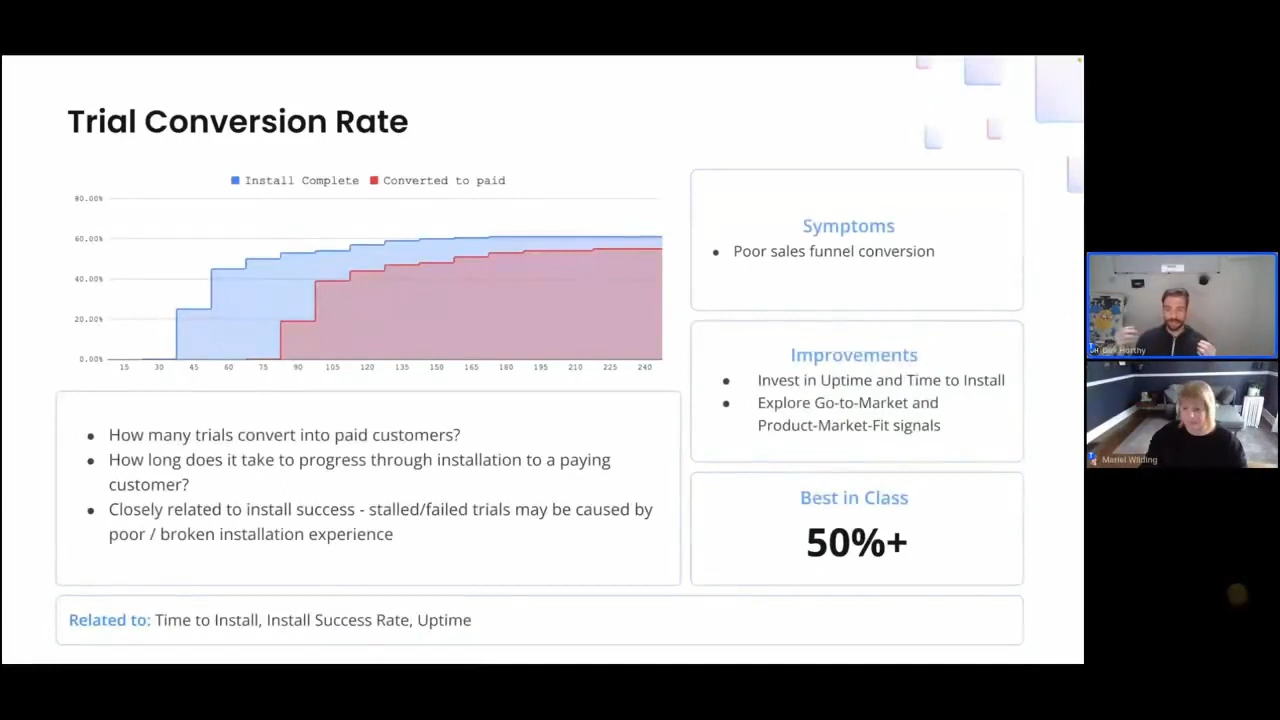 Trial Conversion Rate
Install Complete
Converted to paid
80.00%
60.00%
40.00%
20.00%
0.00%
15 30 45 60 75 90 105 120 135 150 165 180 195 210 225 240
How many trials convert into paid customers?
How long does it take to progress through installation to a paying
customer?
Closely related to install success - stalled/failed trials may be caused by
poor / broken installation experience
Symptoms
Poor sales funnel conversion
Improvements
Invest in Uptime and Time to Install
Explore Go-to-Market and
Product-Market-Fit signals
Best in Class
50%+
Related to: Time to Install, Install Success Rate, Uptime
Mariel Wilding